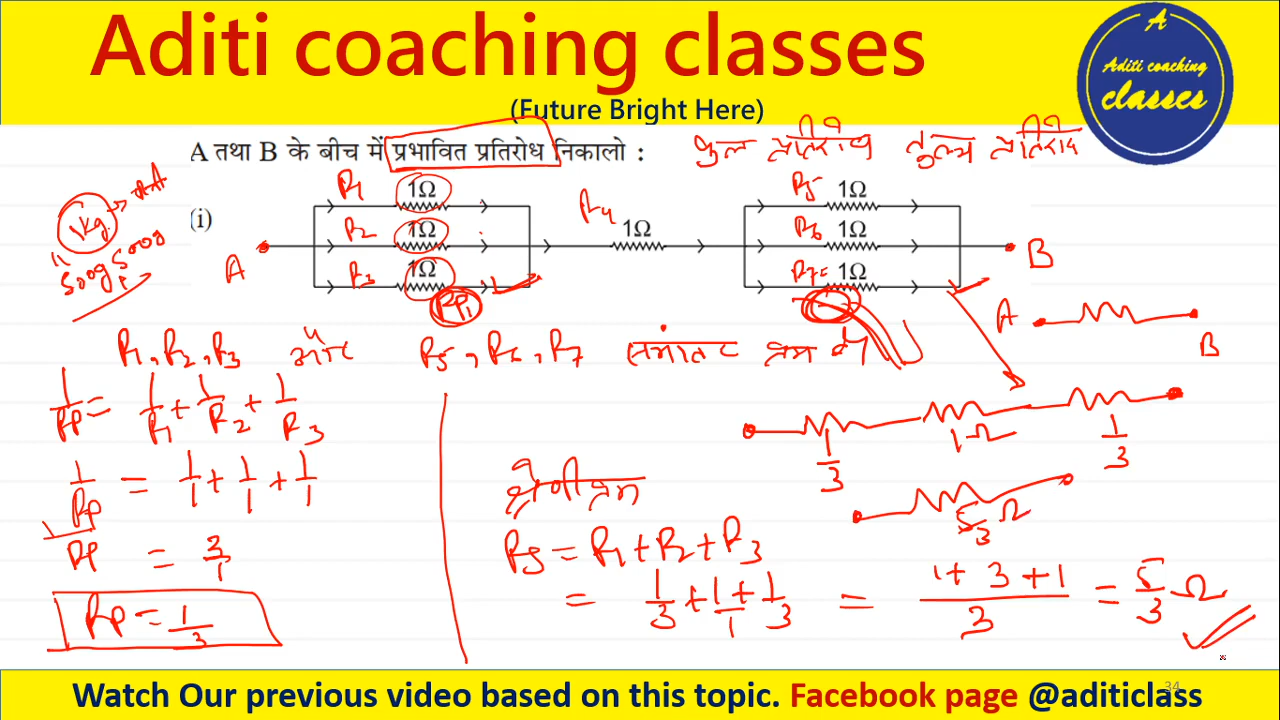 Aditi coaching classes
(Future Bright Here)
A
Aditi coaching
classes
A तथा B के बीच में प्रभावित प्रतिरोध निकालो :
कुल प्रतिरोध तुल्य प्रतिरोध
1kg
500g 500g
(i)
R1 1Ω
R2 1Ω
R3 1Ω
RP1
R4 1Ω
R5 1Ω
R6 1Ω
R7 1Ω
A B
A B
R1, R2, R3 और R5, R6, R7 समांतर क्रम में
1/RP = 1/R1 + 1/R2 + 1/R3
1/RP = 1/1 + 1/1 + 1/1
1/RP = 3/1
RP = 1/3
1/3 1Ω 1/3
5/3 Ω
श्रेणीक्रम
RS = R1 + R2 + R3
= 1/3 + 1/1 + 1/3 = 1+3+1/3 = 5/3 Ω
34
Watch Our previous video based on this topic. Facebook page @aditiclass